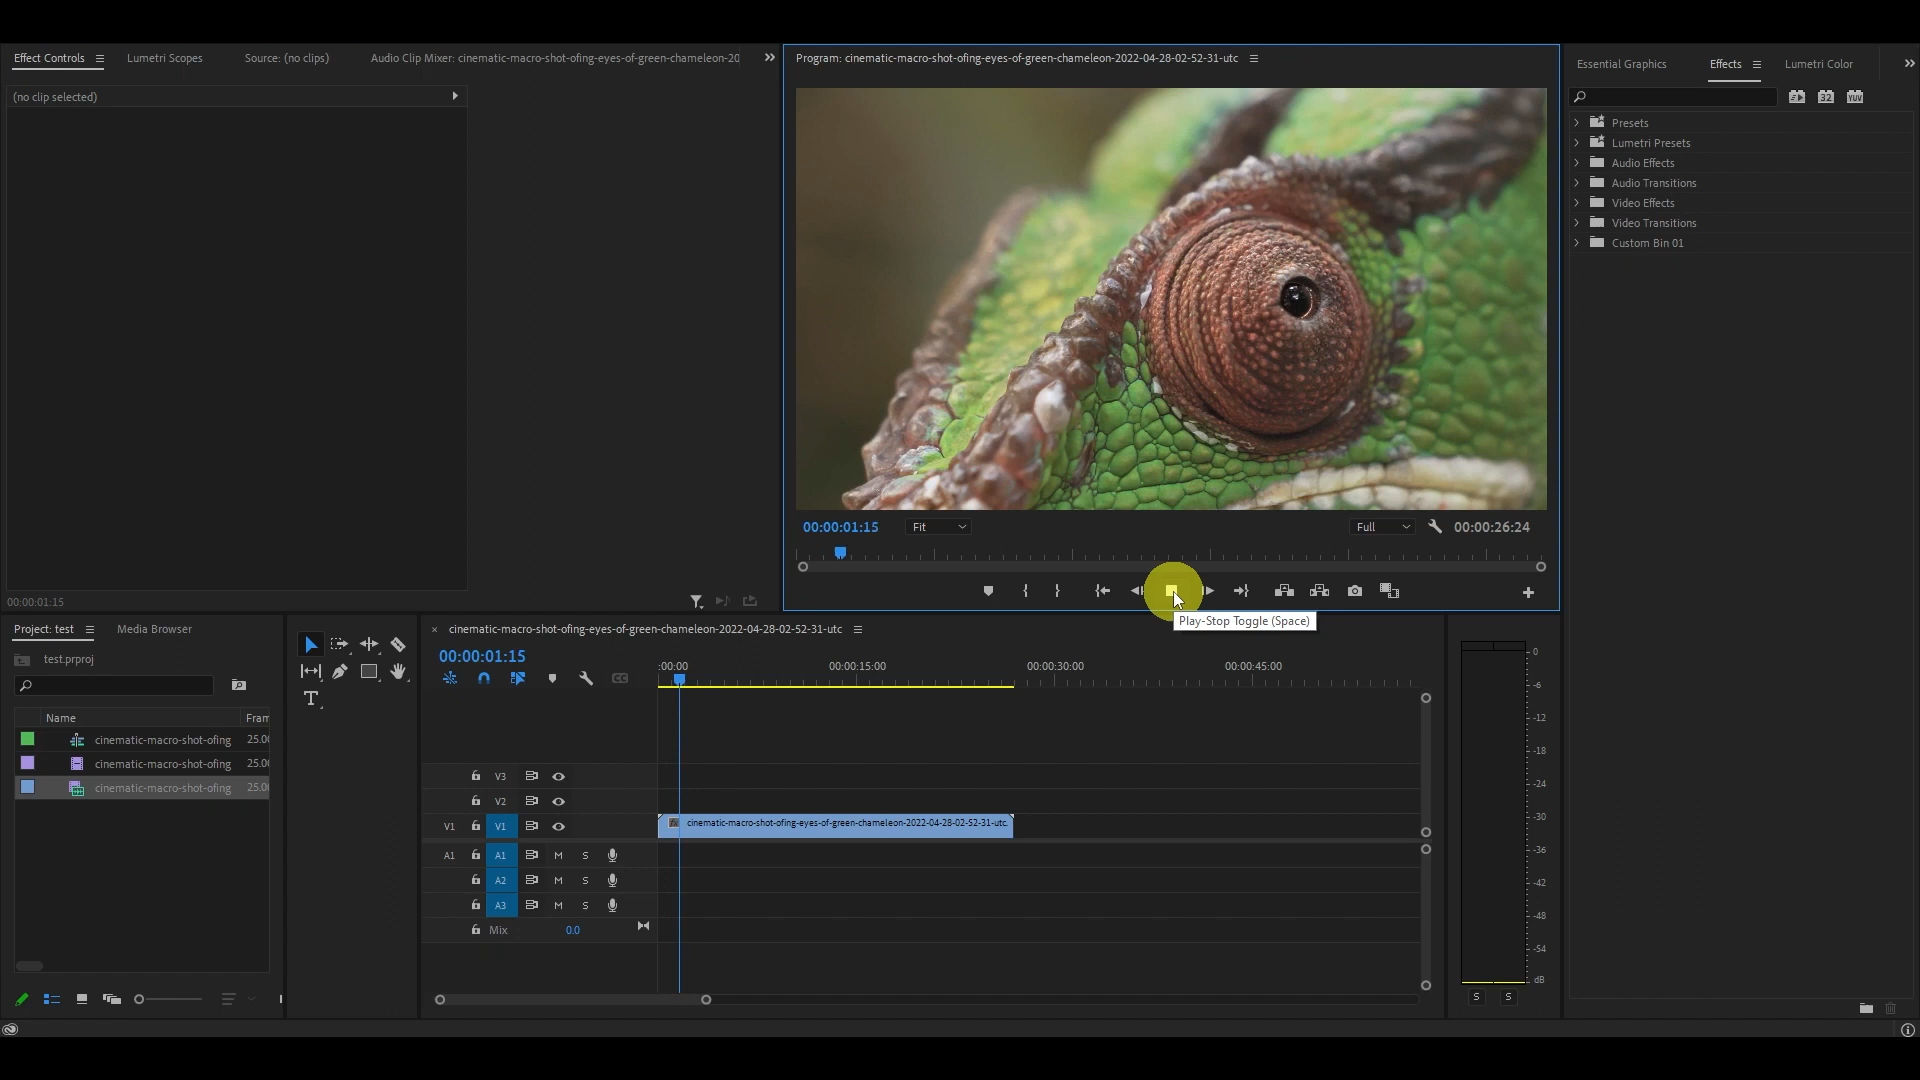 Effect Controls
Lumetri Scopes
Source: (no clips)
Audio Clip Mixer: cinematic-macro-shot-ofing-eyes-of-green-chameleon-20
(no clip selected)
00:00:01:15
Program: cinematic-macro-shot-ofing-eyes-of-green-chameleon-2022-04-28-02-52-31-utc
00:00:01:15
Fit
Full
00:00:26:24
Play-Stop Toggle (Space)
Essential Graphics
Effects
Lumetri Color
32
YUV
Presets
Lumetri Presets
Audio Effects
Audio Transitions
Video Effects
Video Transitions
Custom Bin 01
Project: test
Media Browser
test.prproj
Name
Fram
cinematic-macro-shot-ofing
25.00
cinematic-macro-shot-ofing
25.00
cinematic-macro-shot-ofing
25.00
T
× cinematic-macro-shot-ofing-eyes-of-green-chameleon-2022-04-28-02-52-31-utc
00:00:01:15
CC
:00:00
00:00:15:00
00:00:30:00
00:00:45:00
V3
V2
V1 V1
cinematic-macro-shot-ofing-eyes-of-green-chameleon-2022-04-28-02-52-31-utc.
fx
A1 A1 M S
A2 M S
A3 M S
Mix 0.0
0
-6
-12
-18
-24
-30
-36
-42
-48
-54
dB
S S